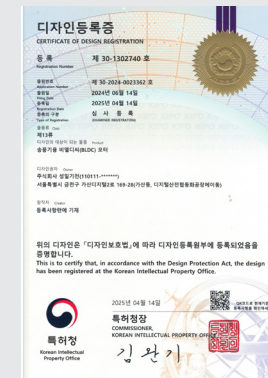 디자인등록증
CERTIFICATE OF DESIGN REGISTRATION
등 록 제 30-1302740 호
Registration Number
출원번호 제 30-2024-0023362 호
Application Number
출원일 2024년 06월 14일
Filing Date
등록일 2025년 04월 14일
Registration Date
등록의 구분 심 사 등 록
Type of Registration
물품류 Class
제13류
디자인의 대상이 되는 물품 Product
송풍기용 비엘디씨(BLDC) 모터
디자인권자 Owner
주식회사 성일기전(110111-*******)
서울특별시 금천구 가산디지털2로 169-28(가산동, 디지털산업협동화공장메이동)
창작자
등록사항란에 기재
위의 디자인은 「디자인보호법」에 따라 디자인등록원부에 등록되었음을
증명합니다.
This is to certify that, in accordance with the Design Protection Act, the design
has been registered at the Korean Intellectual Property Office.
2025년 04월 14일
특허청장
COMMISSIONER,
KOREAN INTELLECTUAL PROPERTY OFFICE
김완기
특허청
Korean Intellectual
Property Office